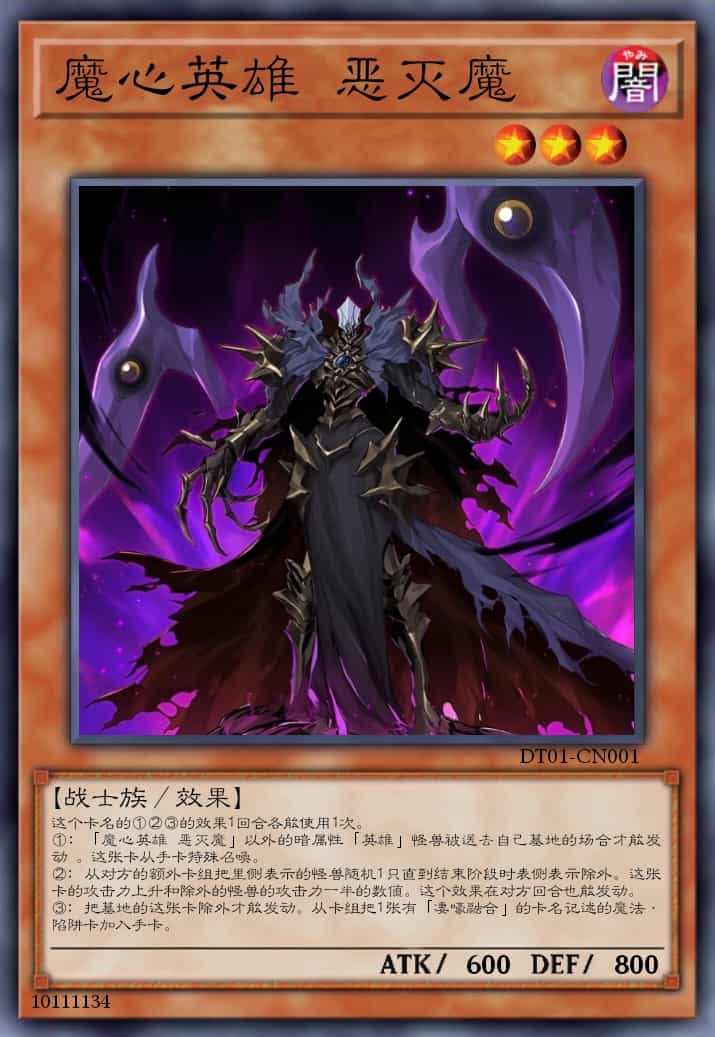 魔心英雄 恶灭魔
やみ
闇
DT01-CN001
【战士族／效果】
这个卡名的①②③的效果1回合各能使用1次。
①：「魔心英雄 恶灭魔」以外的暗属性「英雄」怪兽被送去自己墓地的场合才能发
动 。这张卡从手卡特殊召唤。
②：从对方的额外卡组把里侧表示的怪兽随机1只直到结束阶段时表侧表示除外。这张
卡的攻击力上升和除外的怪兽的攻击力一半的数值。这个效果在对方回合也能发动。
③：把墓地的这张卡除外才能发动。从卡组把1张有「凄嚎融合」的卡名记述的魔法·
陷阱卡加入手卡。
ATK/ 600 DEF/ 800
10111134